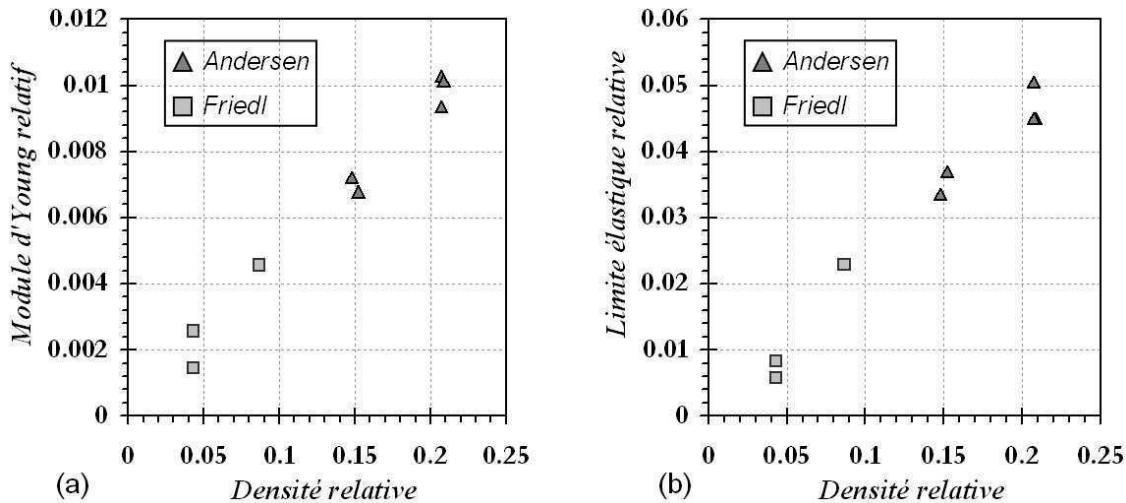 0.012
0.01
0.008
0.006
0.004
0.002
0
Module d'Young relatif
Andersen
Friedl
0 0.05 0.1 0.15 0.2 0.25
(a) Densité relative
0.06
0.05
0.04
0.03
0.02
0.01
0
Limite élastique relative
Andersen
Friedl
0 0.05 0.1 0.15 0.2 0.25
(b) Densité relative